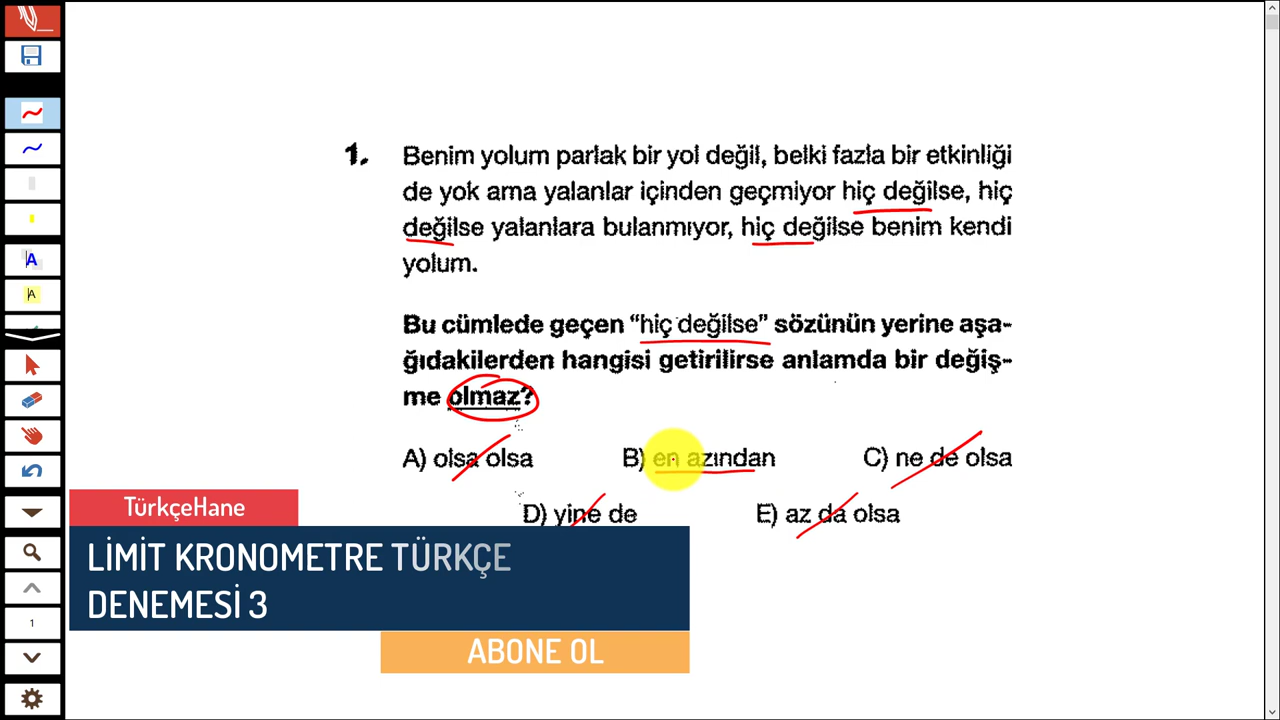 1. Benim yolum parlak bir yol değil, belki fazla bir etkinliği
de yok ama yalanlar içinden geçmiyor hiç değilse, hiç
değilse yalanlara bulanmıyor, hiç değilse benim kendi
yolum.
Bu cümlede geçen “hiç değilse” sözünün yerine aşa-
ğıdakilerden hangisi getirilirse anlamda bir değiş-
me olmaz?
A) olsa olsa B) en azından C) ne de olsa
D) yine de E) az da olsa
TürkçeHane
LİMİT KRONOMETRE TÜRKÇE
DENEMESİ 3
ABONE OL
A
A
1